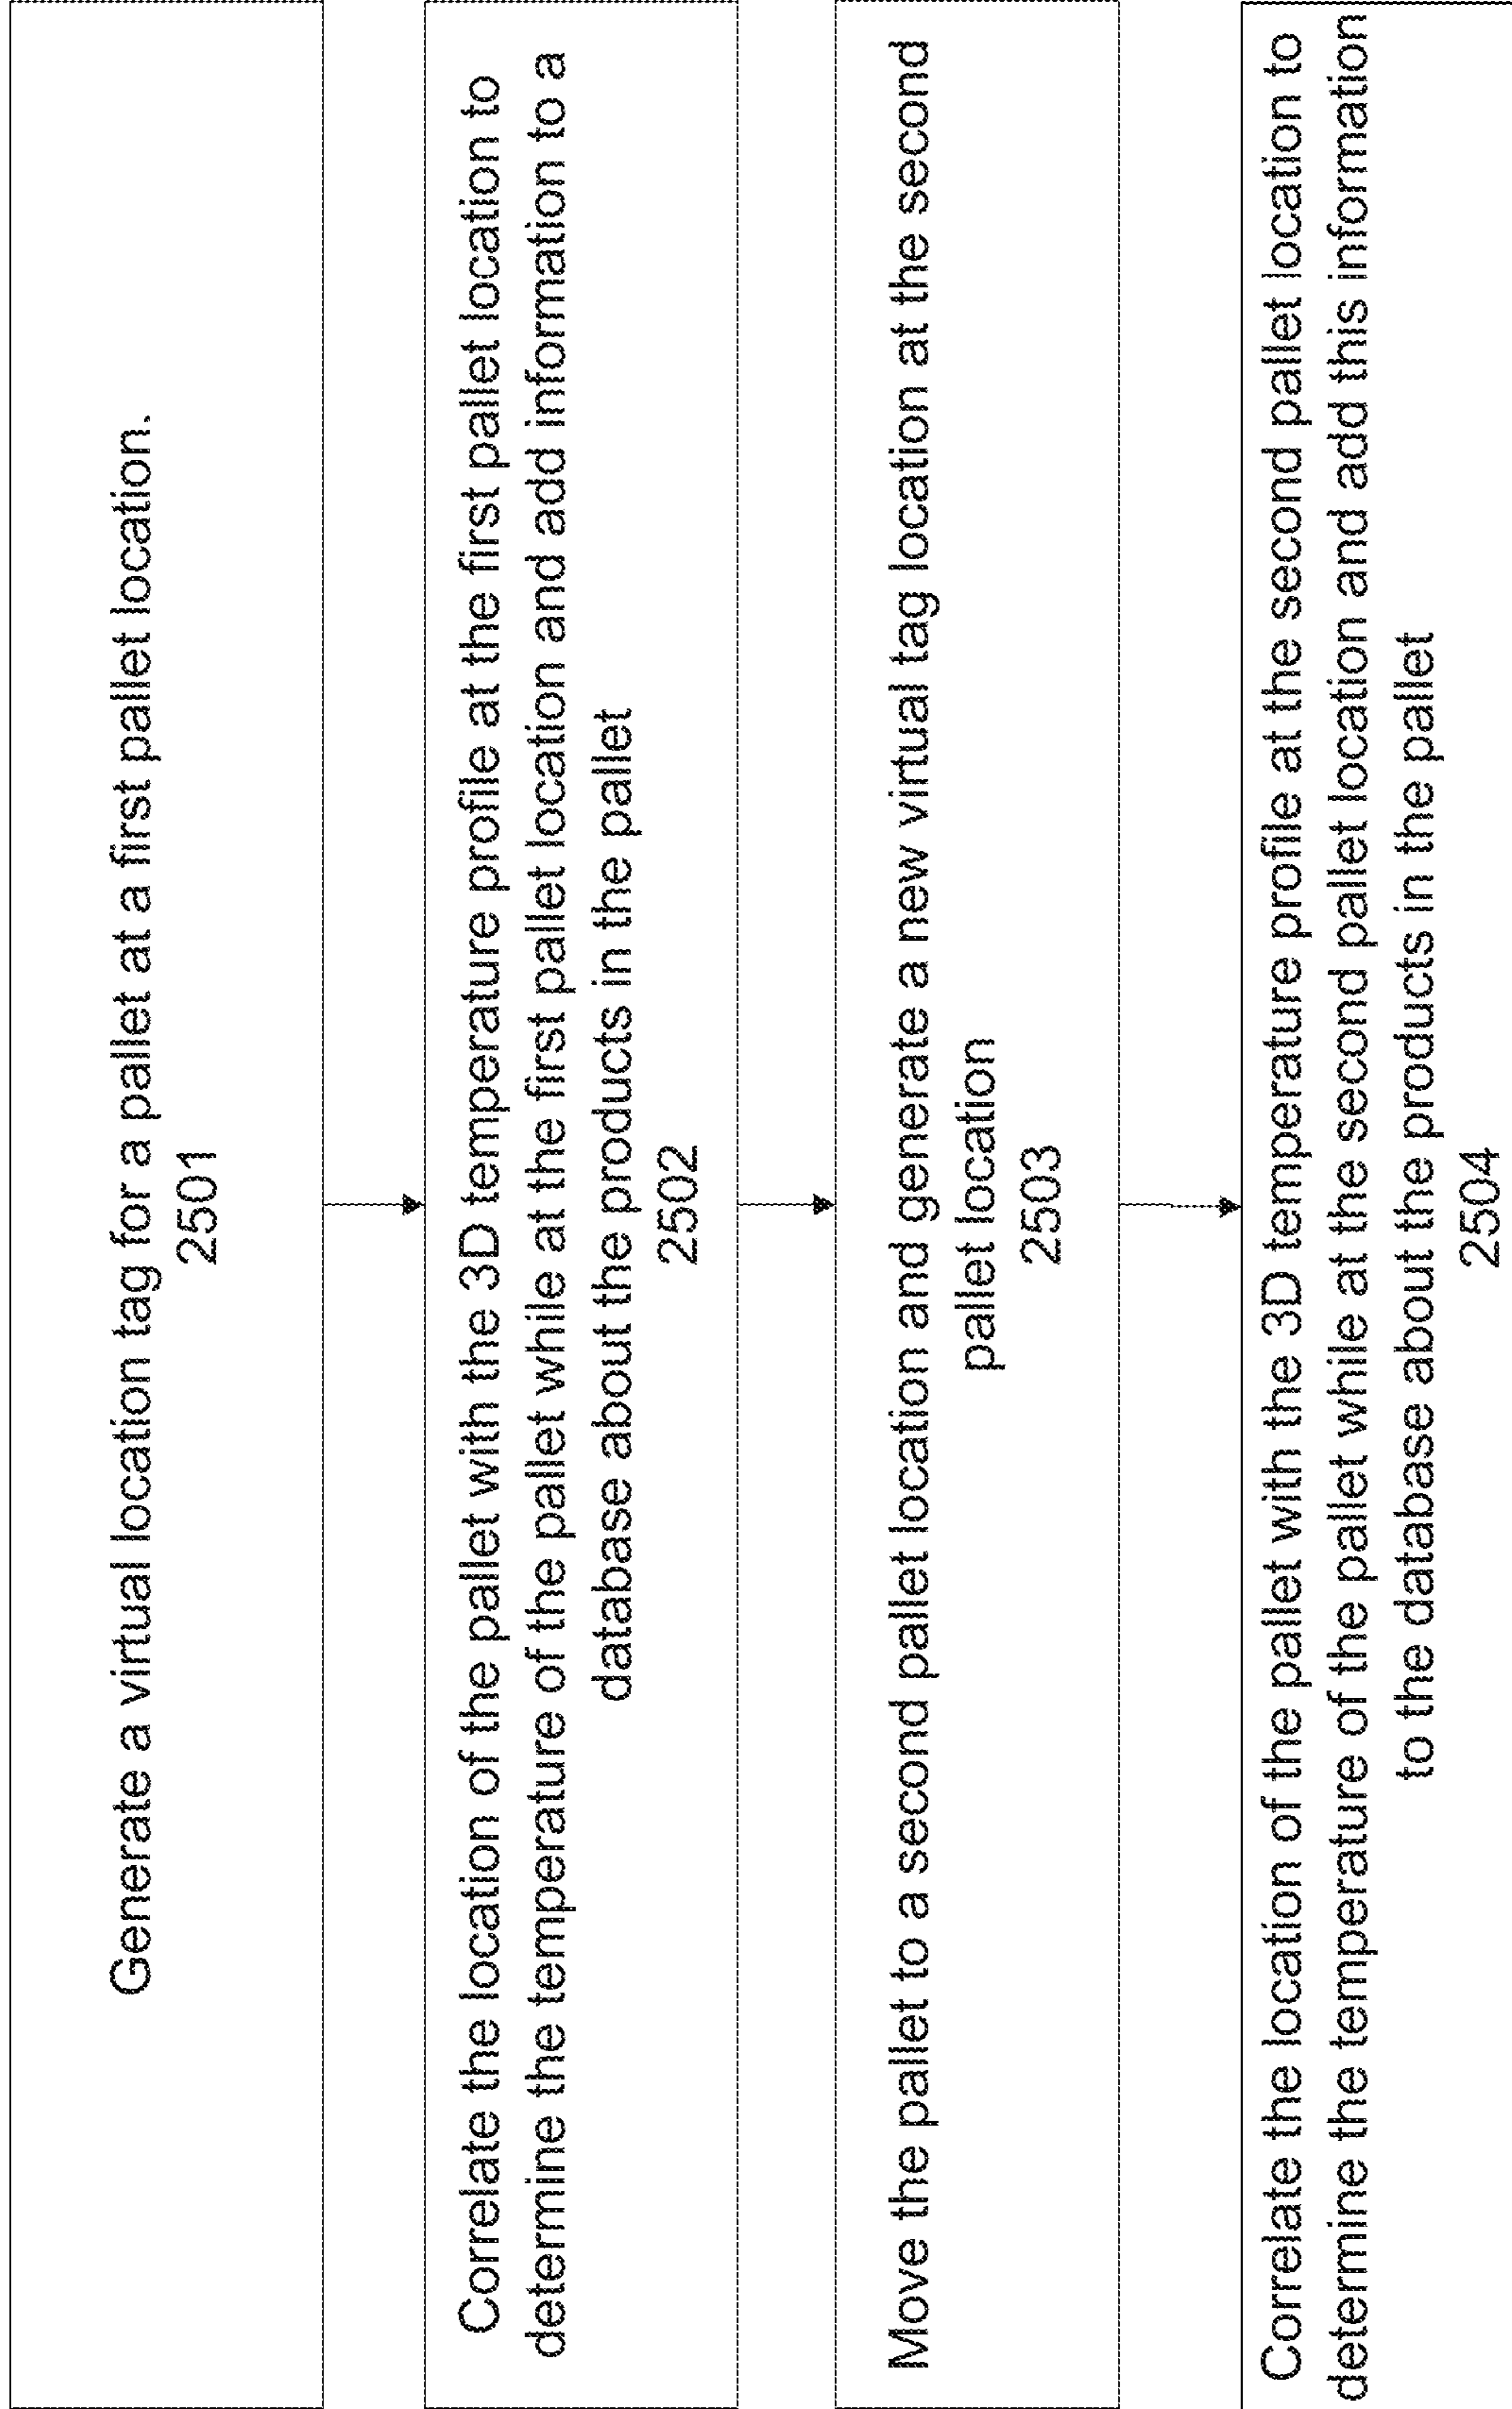 Generate a virtual location tag for a pallet at a first pallet location.
2501
Correlate the location of the pallet with the 3D temperature profile at the first pallet location to
determine the temperature of the pallet while at the first pallet location and add information to a
database about the products in the pallet
2502
Move the pallet to a second pallet location and generate a new virtual tag location at the second
pallet location
2503
Correlate the location of the pallet with the 3D temperature profile at the second pallet location to
determine the temperature of the pallet while at the second pallet location and add this information
to the database about the products in the pallet
2504